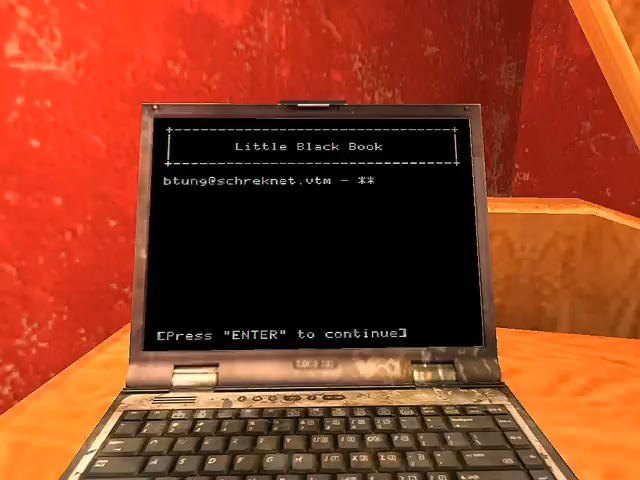 Little Black Book
btung@schreknet.vtm - **
[Press "ENTER" to continue]